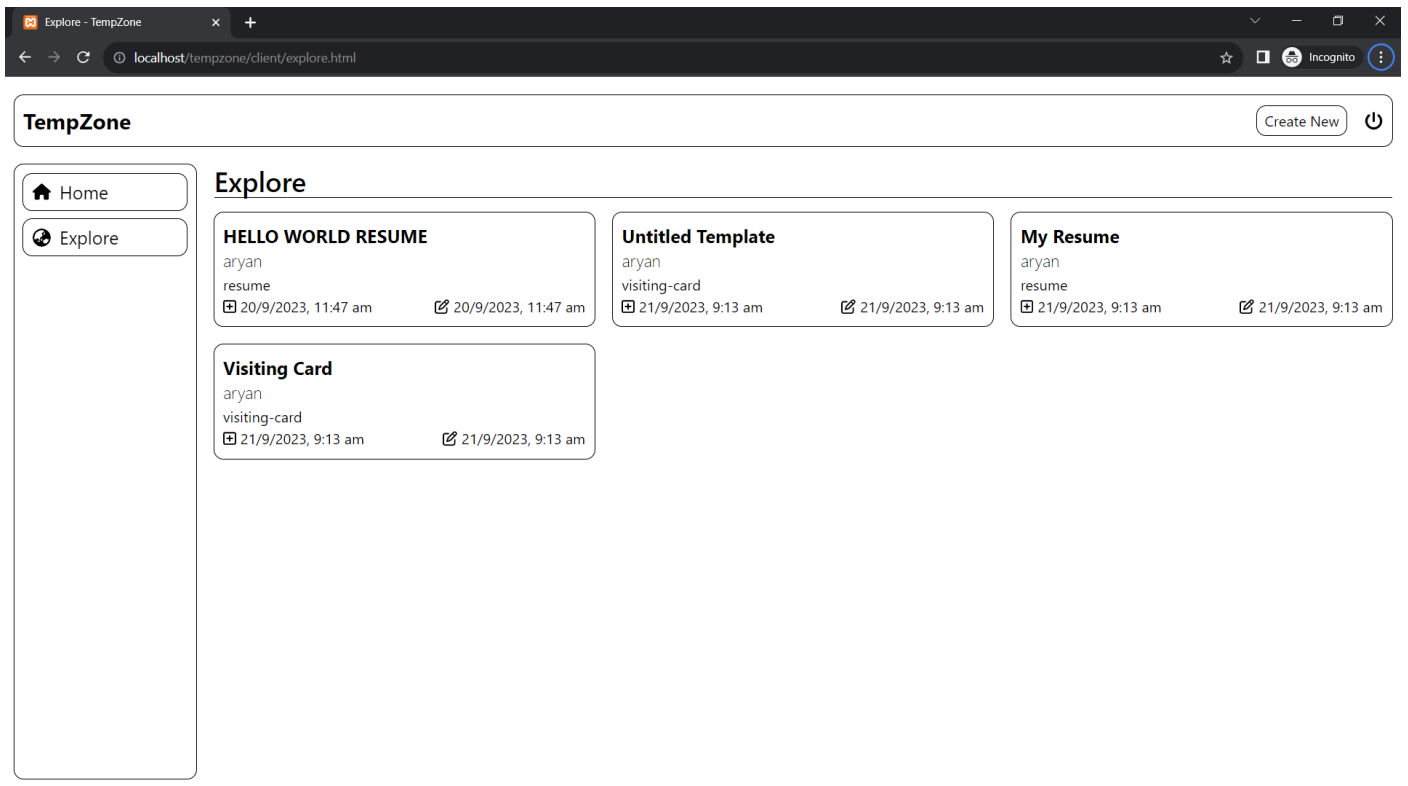 Explore - TempZone
localhost/tempzone/client/explore.html
Incognito
TempZone
Create New
Home
Explore
Explore
HELLO WORLD RESUME
aryan
resume
20/9/2023, 11:47 am 20/9/2023, 11:47 am
Untitled Template
aryan
visiting-card
21/9/2023, 9:13 am 21/9/2023, 9:13 am
My Resume
aryan
resume
21/9/2023, 9:13 am 21/9/2023, 9:13 am
Visiting Card
aryan
visiting-card
21/9/2023, 9:13 am 21/9/2023, 9:13 am